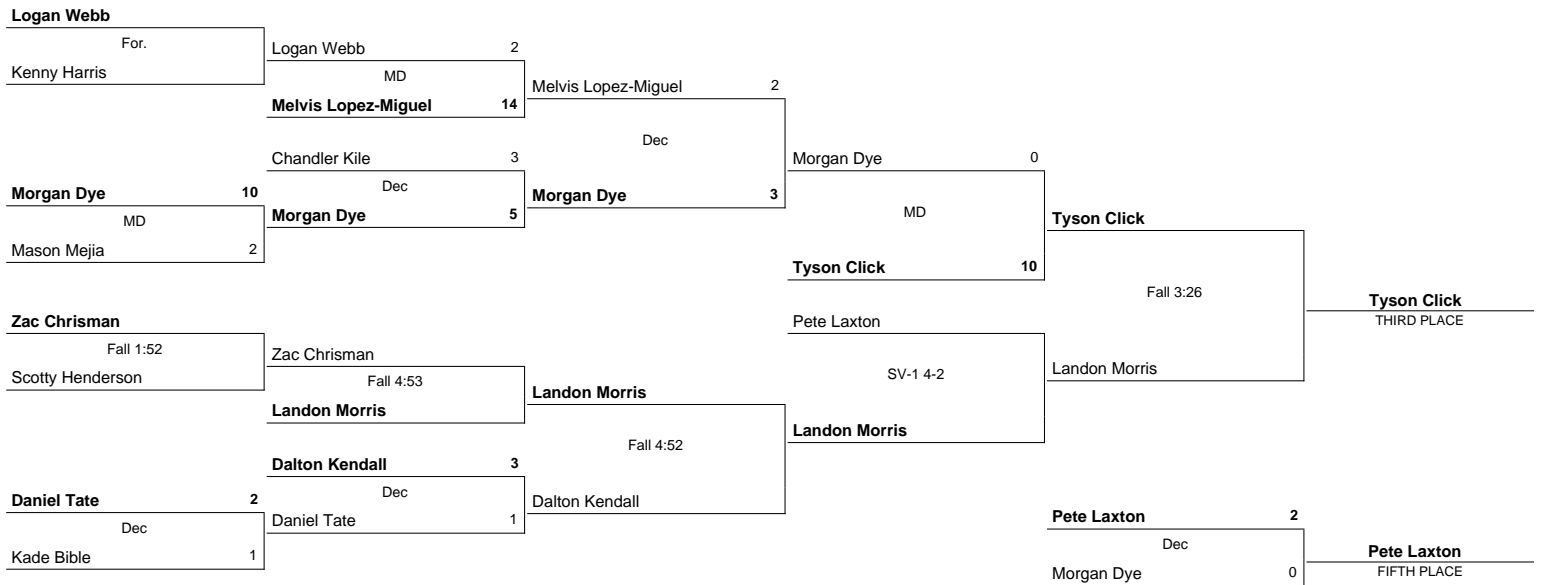 Logan Webb
For.
Kenny Harris
Logan Webb 2
MD
Melvis Lopez-Miguel 14
Melvis Lopez-Miguel 2
Dec
Morgan Dye 3
Chandler Kile 3
Dec
Morgan Dye 5
Morgan Dye 10
MD
Mason Mejia 2
Morgan Dye 0
MD
Tyson Click 10
Tyson Click
Fall 3:26
Landon Morris
Tyson Click
THIRD PLACE
Zac Chrisman
Fall 1:52
Scotty Henderson
Zac Chrisman
Fall 4:53
Landon Morris
Landon Morris
Fall 4:52
Dalton Kendall
Pete Laxton
SV-1 4-2
Landon Morris
Dalton Kendall 3
Dec
Daniel Tate 1
Daniel Tate 2
Dec
Kade Bible 1
Pete Laxton 2
Dec
Morgan Dye 0
Pete Laxton
FIFTH PLACE